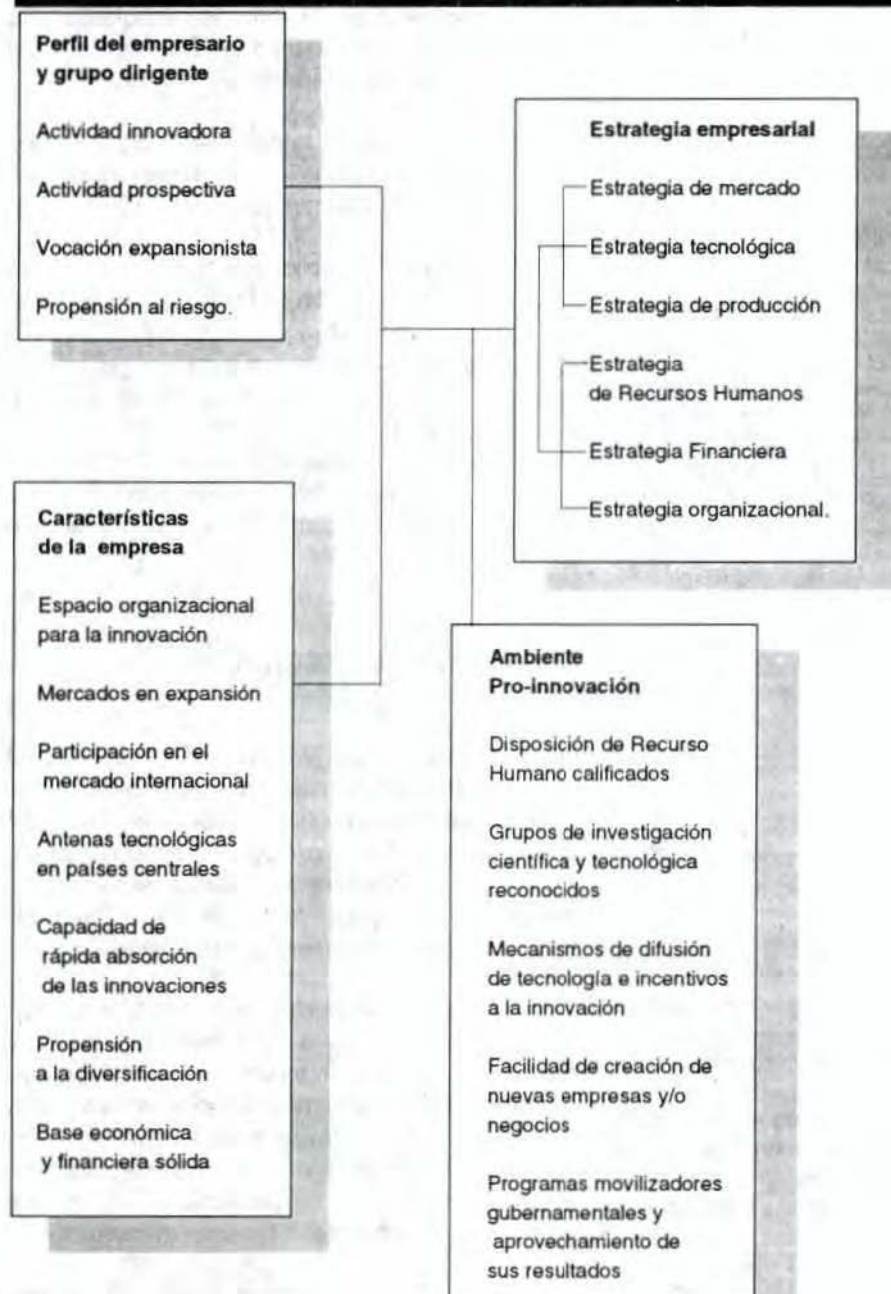 Perfil del empresario
y grupo dirigente
Actividad innovadora
Actividad prospectiva
Vocación expansionista
Propensión al riesgo.
Estrategia empresarial
Estrategia de mercado
Estrategia tecnológica
Estrategia de producción
Estrategia
de Recursos Humanos
Estrategia Financiera
Estrategia organizacional.
Características
de la empresa
Espacio organizacional
para la innovación
Mercados en expansión
Participación en el
mercado internacional
Antenas tecnológicas
en países centrales
Capacidad de
rápida absorción
de las innovaciones
Propensión
a la diversificación
Base económica
y financiera sólida
Ambiente
Pro-innovación
Disposición de Recurso
Humano calificados
Grupos de investigación
científica y tecnológica
reconocidos
Mecanismos de difusión
de tecnología e incentivos
a la innovación
Facilidad de creación de
nuevas empresas y/o
negocios
Programas movilizadores
gubernamentales y
aprovechamiento de
sus resultados